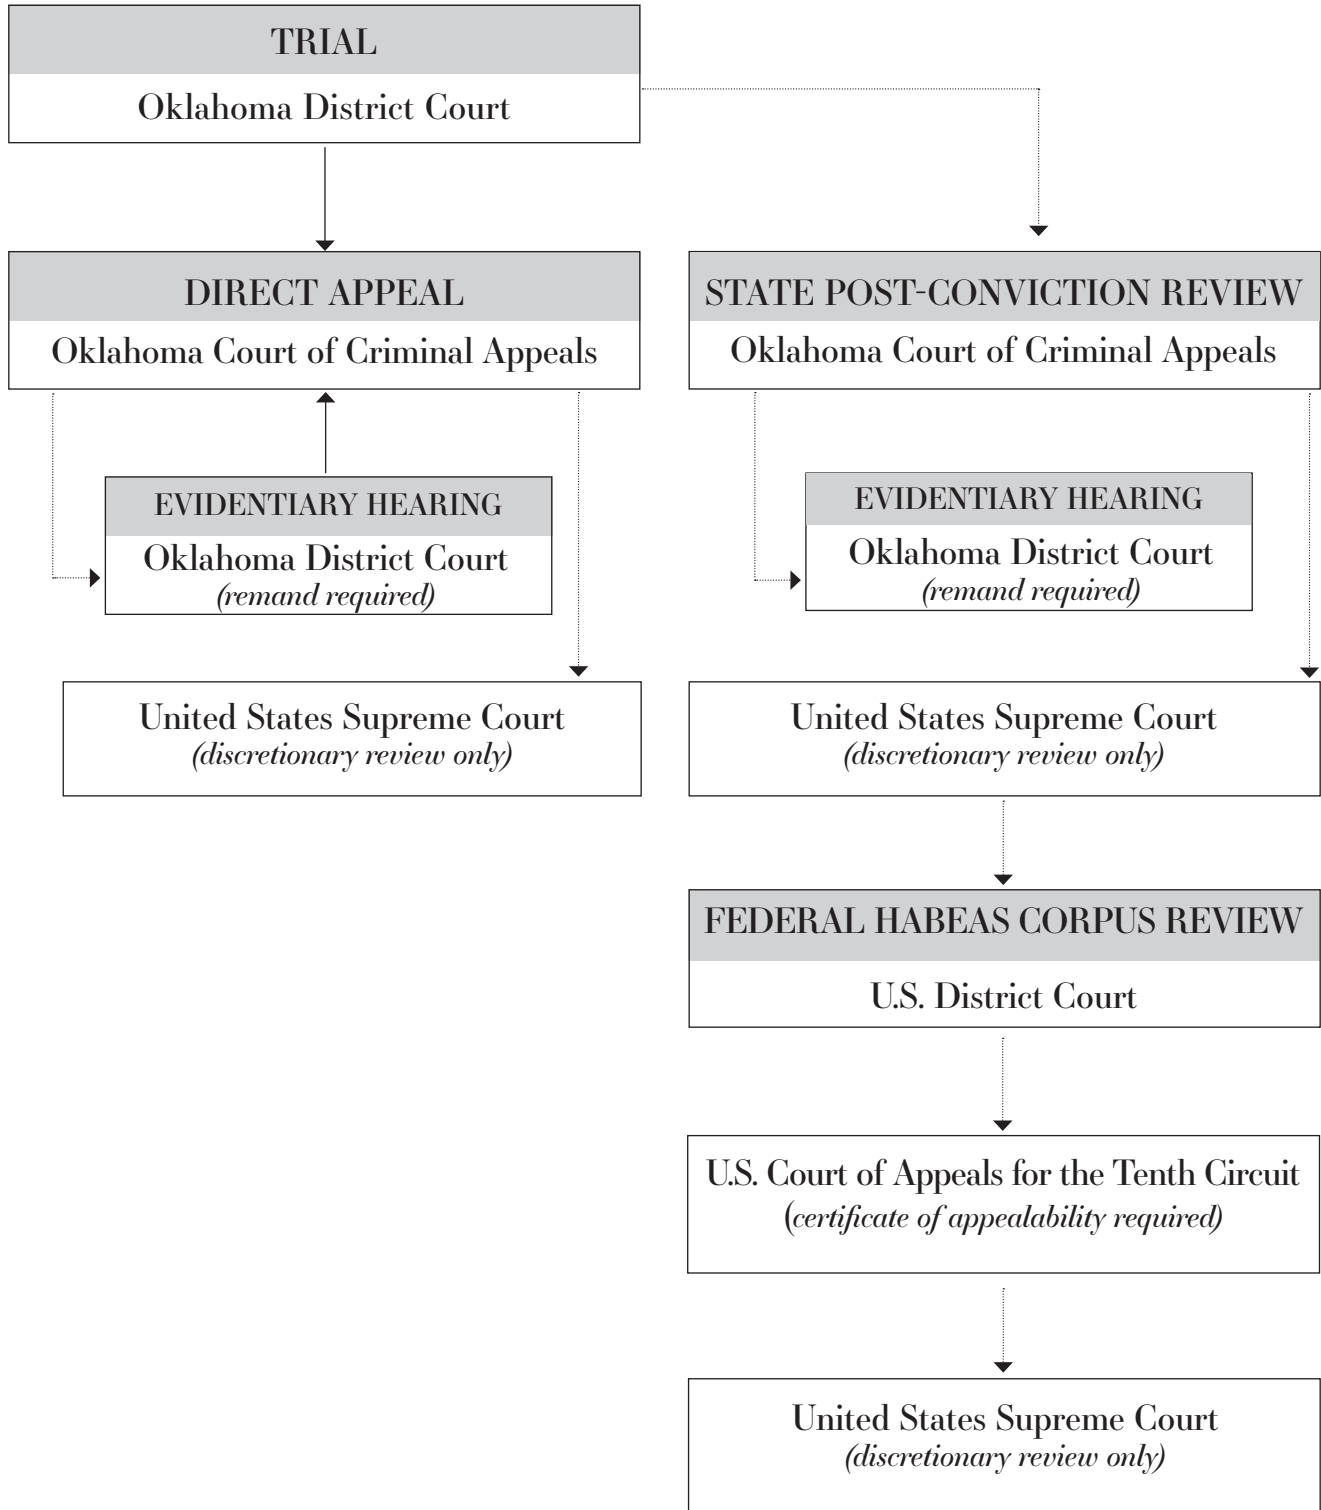 TRIAL
Oklahoma District Court
DIRECT APPEAL
Oklahoma Court of Criminal Appeals
EVIDENTIARY HEARING
Oklahoma District Court
(remand required)
United States Supreme Court
(discretionary review only)
STATE POST-CONVICTION REVIEW
Oklahoma Court of Criminal Appeals
EVIDENTIARY HEARING
Oklahoma District Court
(remand required)
United States Supreme Court
(discretionary review only)
FEDERAL HABEAS CORPUS REVIEW
U.S. District Court
U.S. Court of Appeals for the Tenth Circuit
(certificate of appealability required)
United States Supreme Court
(discretionary review only)